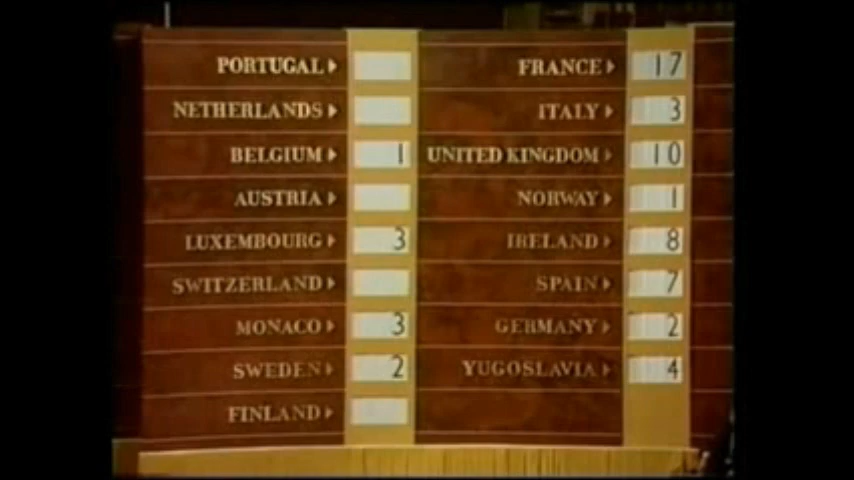 PORTUGAL
NETHERLANDS
BELGIUM 1
AUSTRIA
LUXEMBOURG 3
SWITZERLAND
MONACO 3
SWEDEN 2
FINLAND
FRANCE 17
ITALY 3
UNITED KINGDOM 10
NORWAY 1
IRELAND 8
SPAIN 7
GERMANY 2
YUGOSLAVIA 4